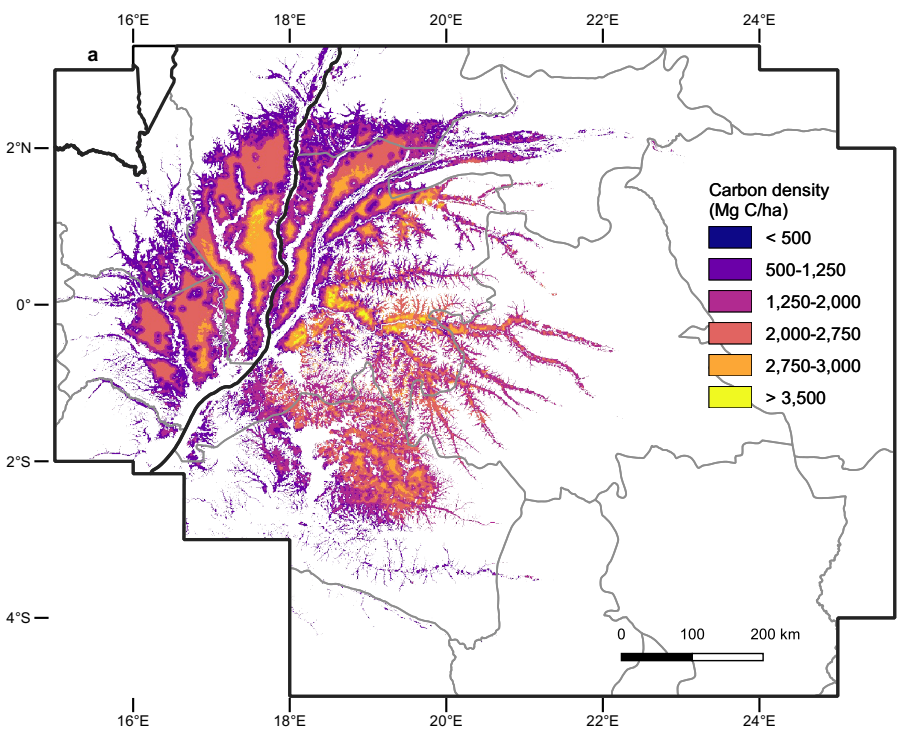 16°E 18°E 20°E 22°E 24°E
a
2°N
0°
2°S
4°S
Carbon density
(Mg C/ha)
< 500
500-1,250
1,250-2,000
2,000-2,750
2,750-3,000
> 3,500
0 100 200 km
16°E 18°E 20°E 22°E 24°E